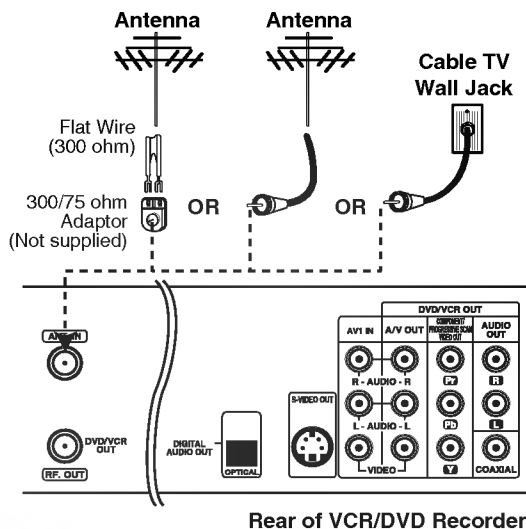 Antenna
Antenna
Cable TV
Wall Jack
Flat Wire
(300 ohm)
300/75 ohm
Adaptor
(Not supplied)
OR
OR
ANT. IN
DVD/VCR OUT
AV1 IN
A/V OUT
COMPONENT/
PROGRESSIVE SCAN
VIDEO OUT
AUDIO
OUT
R - AUDIO - R
Pr
R
S-VIDEO OUT
L - AUDIO - L
Pb
L
DVD/VCR
OUT
RF. OUT
DIGITAL
AUDIO OUT
OPTICAL
VIDEO
Y
COAXIAL
Rear of VCR/DVD Recorder